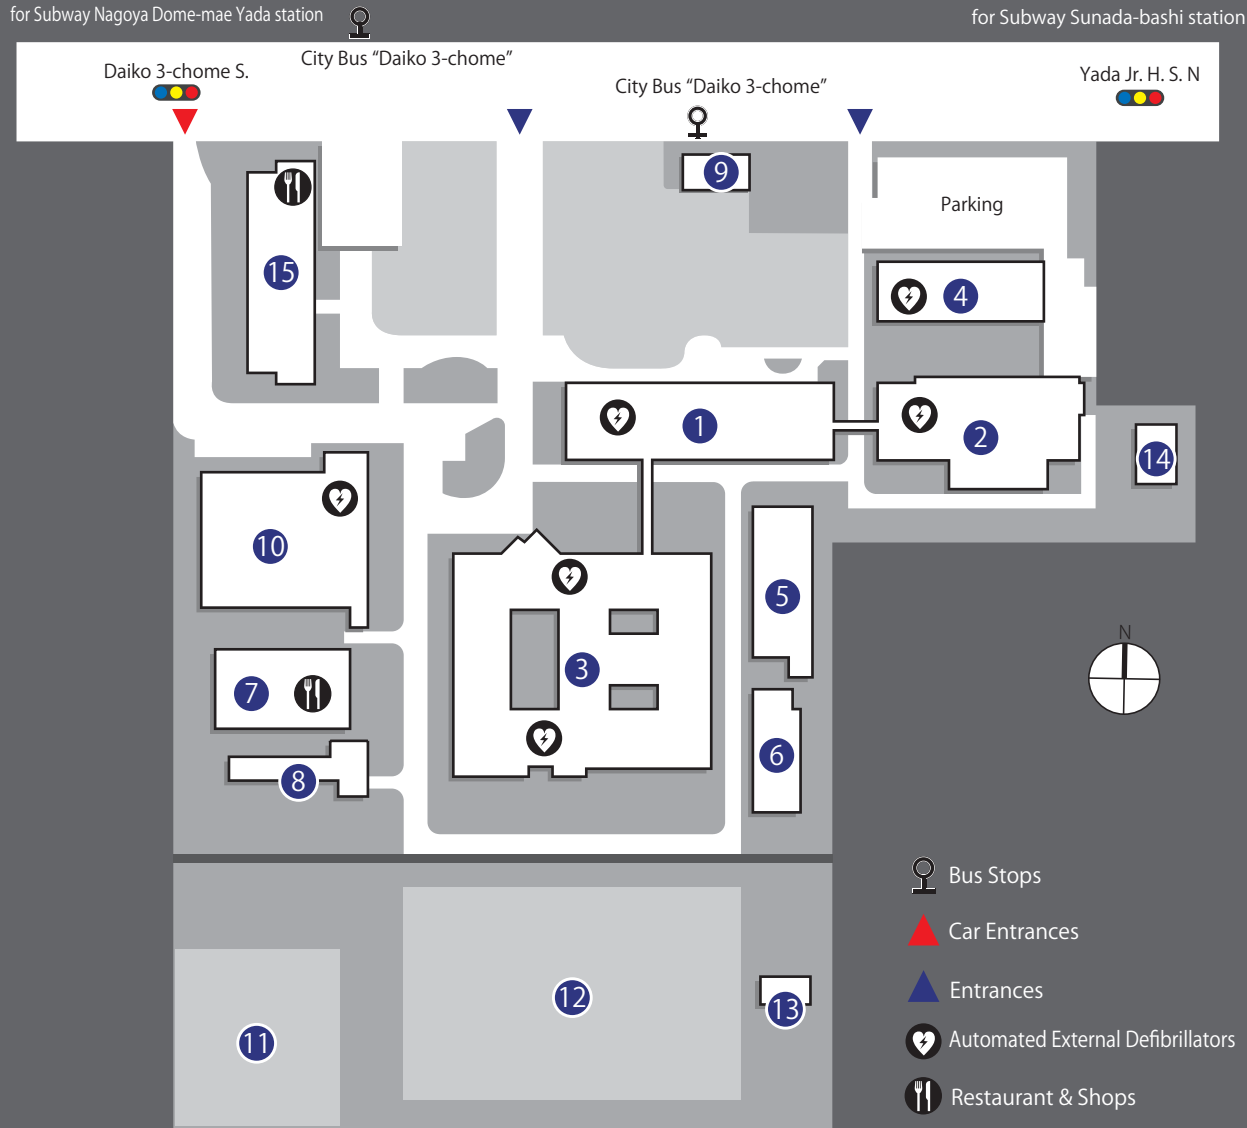 for Subway Nagoya Dome-mae Yada station
for Subway Sunada-bashi station
City Bus “Daiko 3-chome”
Daiko 3-chome S.
City Bus “Daiko 3-chome”
Yada Jr. H. S. N
9
Parking
15
4
1
2
14
10
5
3
7
6
8
N
Bus Stops
Car Entrances
Entrances
12
13
11
Automated External Defibrillators
Restaurant & Shops